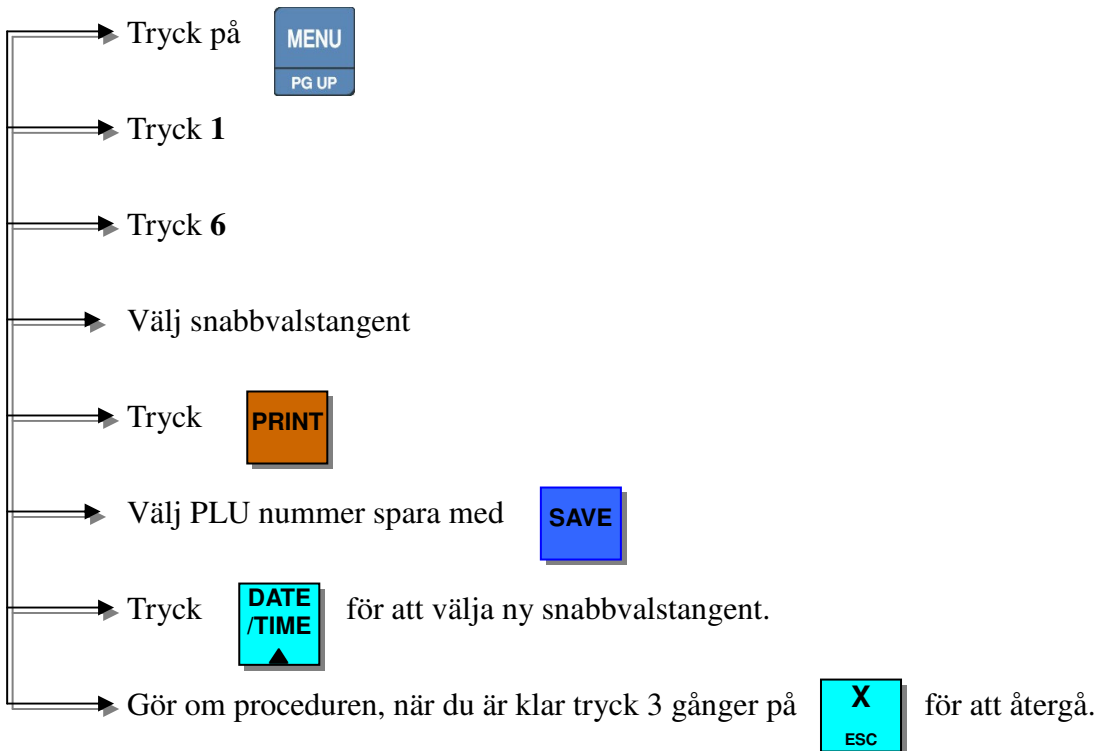 Tryck på MENU
PG UP
Tryck 1
Tryck 6
Välj snabbvalstangent
Tryck PRINT
Välj PLU nummer spara med SAVE
Tryck DATE
/TIME för att välja ny snabbvalstangent.
Gör om proceduren, när du är klar tryck 3 gånger på X för att återgå.
ESC